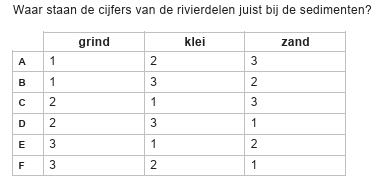 Waar staan de cijfers van de rivierdelen juist bij de sedimenten?
grind klei zand
A 1 2 3
B 1 3 2
C 2 1 3
D 2 3 1
E 3 1 2
F 3 2 1